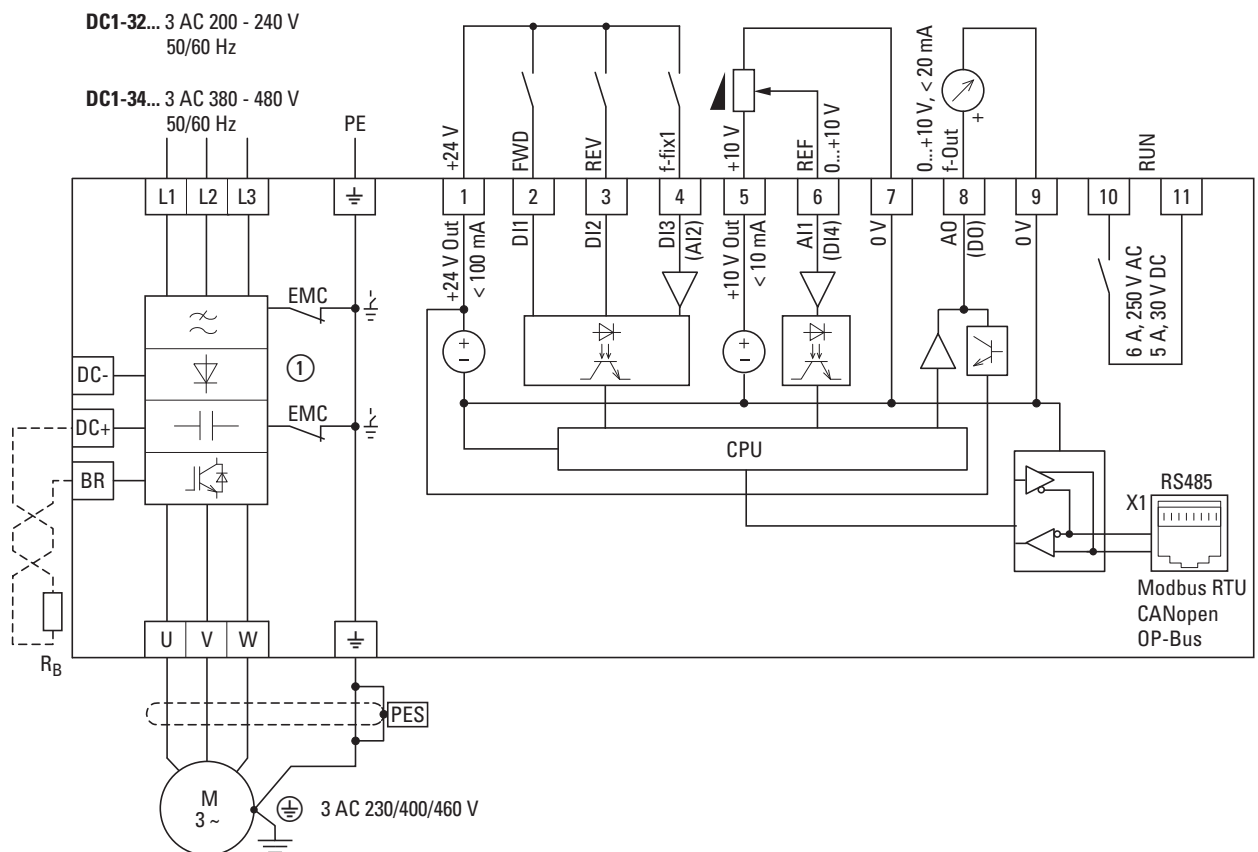 DC1-32... 3 AC 200 - 240 V
50/60 Hz
DC1-34... 3 AC 380 - 480 V
50/60 Hz
PE
+24 V
FWD
REV
f-fix1
+10 V
REF
0...+10 V
0...+10 V, < 20 mA
f-Out
+
RUN
L1 L2 L3
1 2 3 4 5 6 7 8 9 10 11
+24 V Out
< 100 mA
DI1
DI2
DI3
(AI2)
+10 V Out
< 10 mA
AI1
(DI4)
0 V
AO
(DO)
0 V
6 A, 250 V AC
5 A, 30 V DC
EMC
+
−
+
−
DC-
1
DC+
EMC
CPU
BR
RS485
X1
Modbus RTU
CANopen
OP-Bus
RB
U V W
PES
M
3 ~
3 AC 230/400/460 V